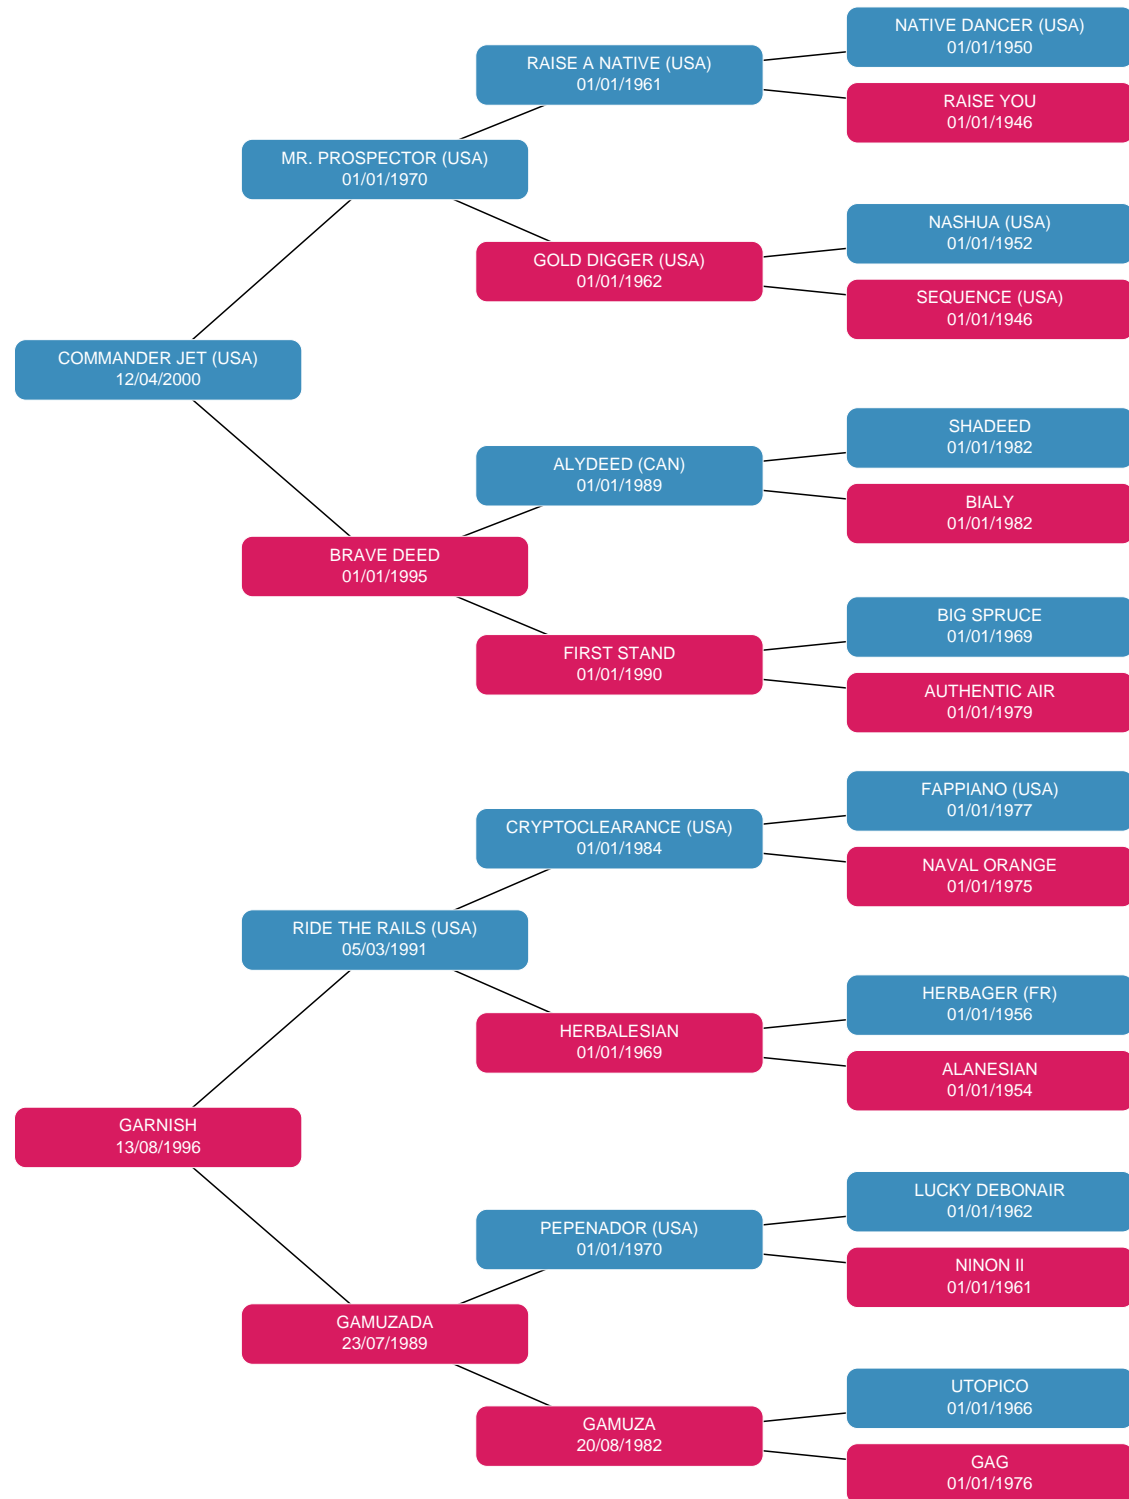 NATIVE DANCER (USA)
01/01/1950
RAISE A NATIVE (USA)
01/01/1961
RAISE YOU
01/01/1946
MR. PROSPECTOR (USA)
01/01/1970
NASHUA (USA)
01/01/1952
GOLD DIGGER (USA)
01/01/1962
SEQUENCE (USA)
01/01/1946
COMMANDER JET (USA)
12/04/2000
SHADEED
01/01/1982
ALYDEED (CAN)
01/01/1989
BIALY
01/01/1982
BRAVE DEED
01/01/1995
BIG SPRUCE
01/01/1969
FIRST STAND
01/01/1990
AUTHENTIC AIR
01/01/1979
FAPPIANO (USA)
01/01/1977
CRYPTOCLEARANCE (USA)
01/01/1984
NAVAL ORANGE
01/01/1975
RIDE THE RAILS (USA)
05/03/1991
HERBAGER (FR)
01/01/1956
HERBALESIAN
01/01/1969
ALANESIAN
01/01/1954
GARNISH
13/08/1996
LUCKY DEBONAIR
01/01/1962
PEPENADOR (USA)
01/01/1970
NINON II
01/01/1961
GAMUZADA
23/07/1989
UTOPICO
01/01/1966
GAMUZA
20/08/1982
GAG
01/01/1976